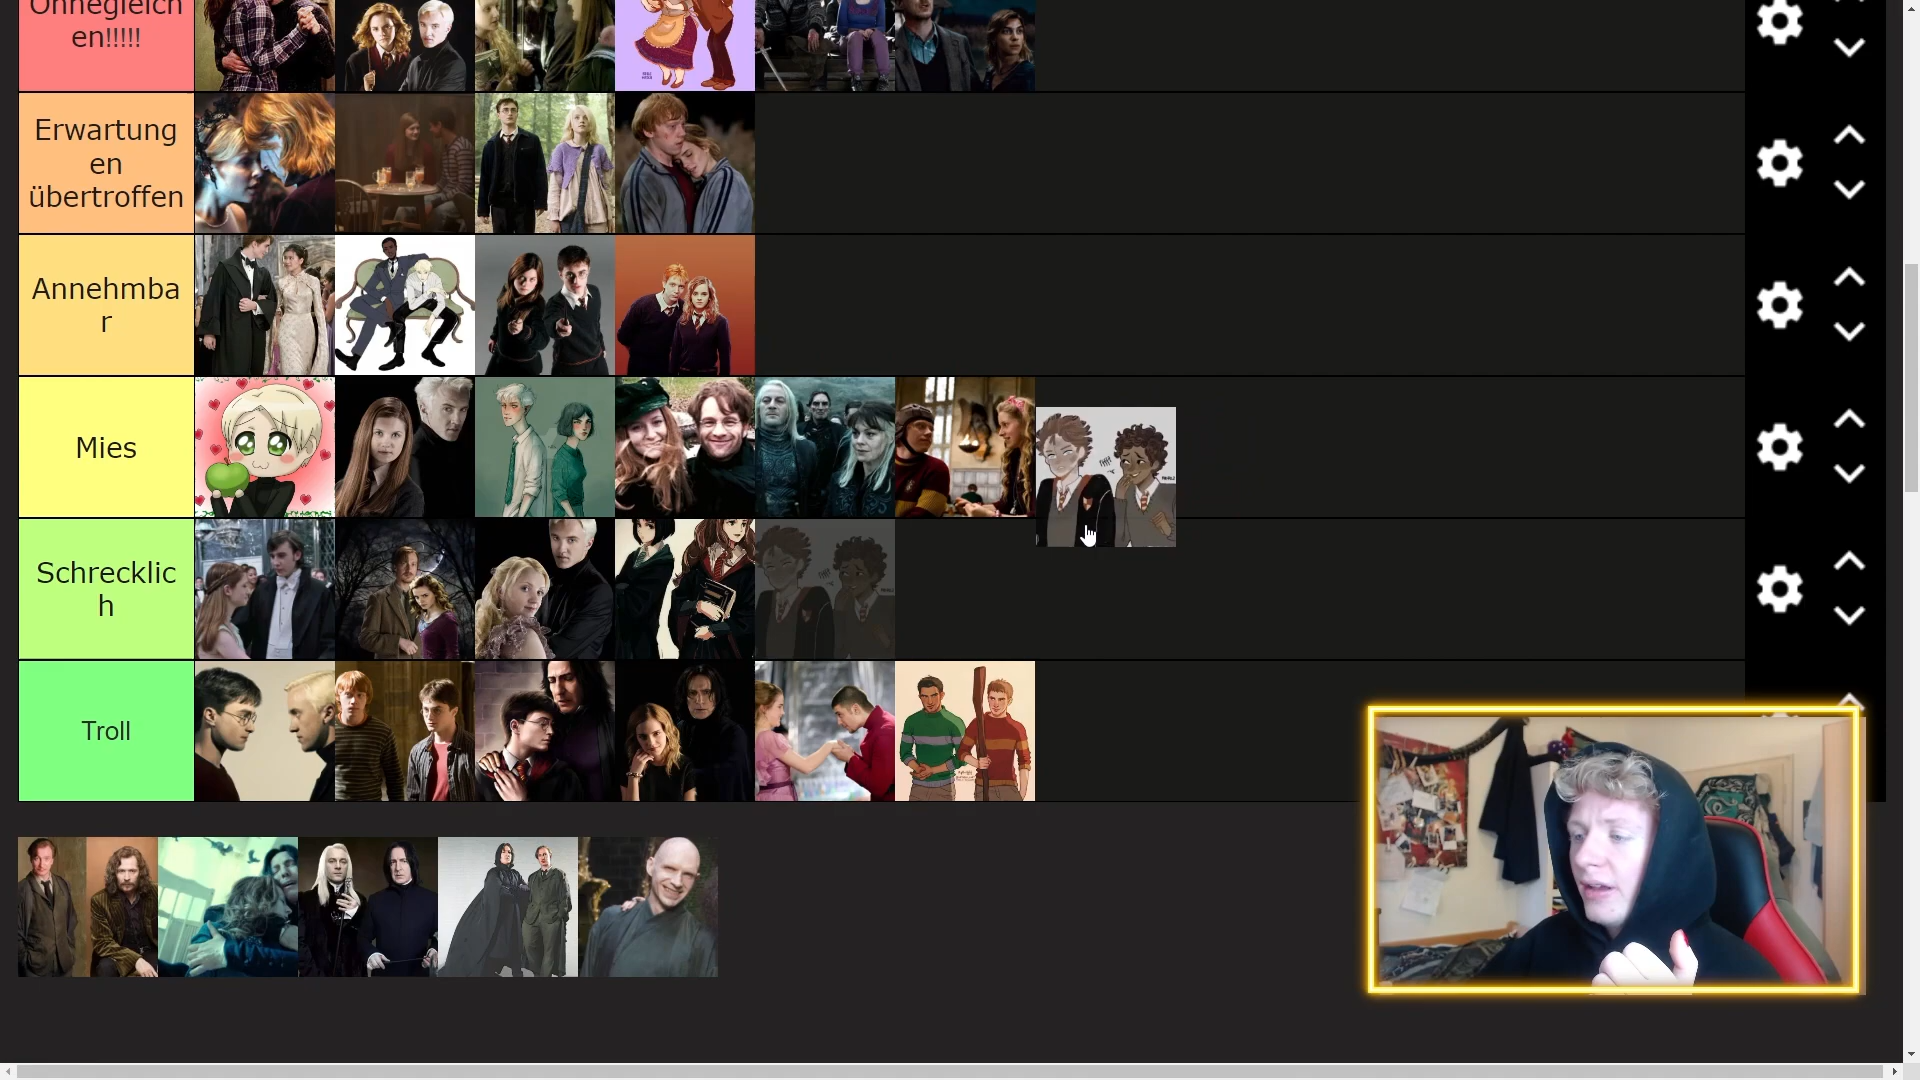 Ohnegleich
en!!!!!
Erwartung
en
übertroffen
Annehmba
r
Mies
Schrecklic
h
Troll